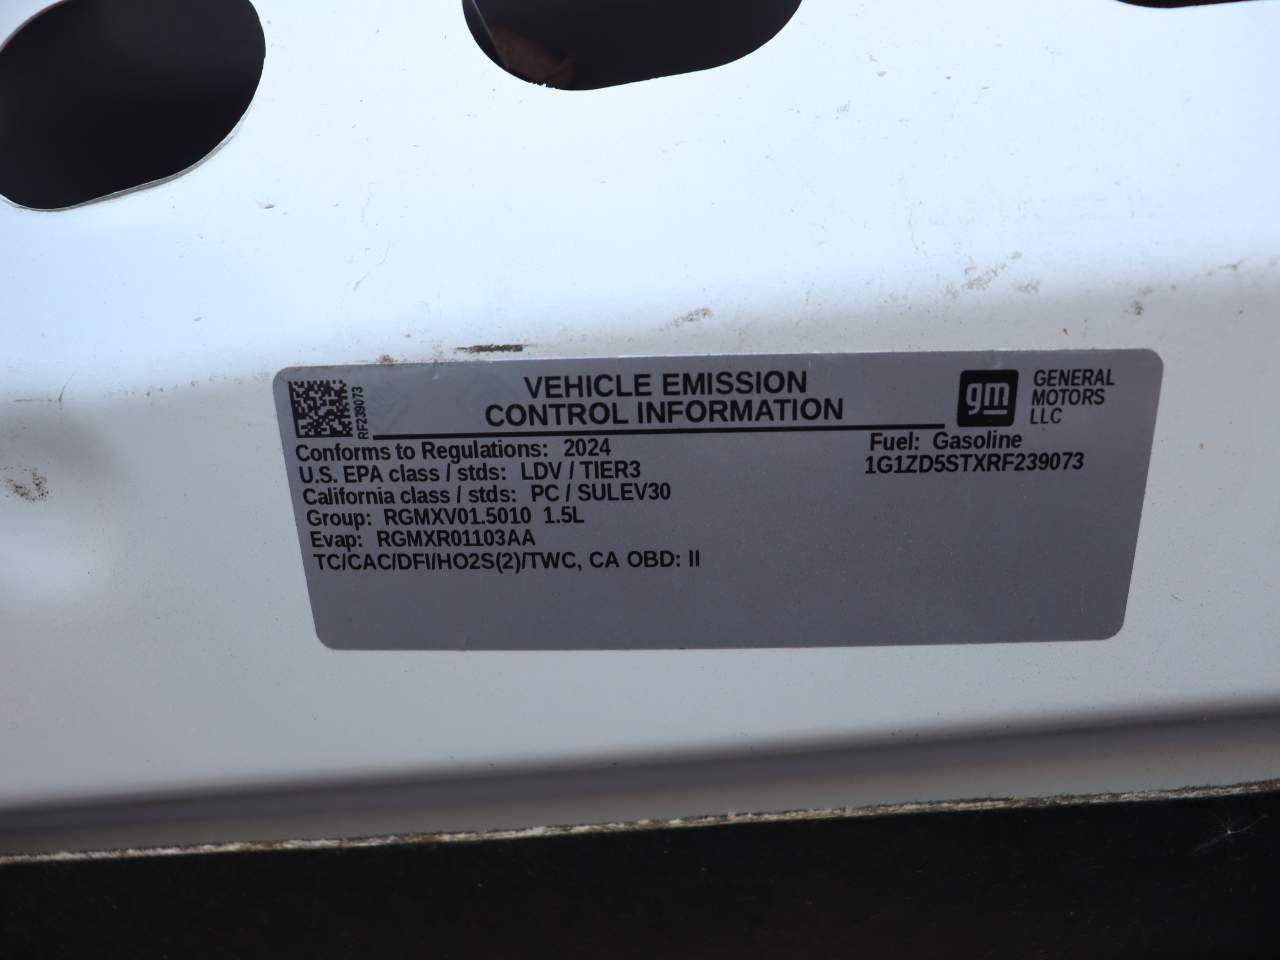 RF239073
VEHICLE EMISSION
CONTROL INFORMATION
gm
GENERAL
MOTORS
LLC
Conforms to Regulations: 2024
Fuel: Gasoline
U.S. EPA class / stds: LDV / TIER3
1G1ZD5STXRF239073
California class / stds: PC / SULEV30
Group: RGMXV01.5010 1.5L
Evap: RGMXR01103AA
TC/CAC/DFI/HO2S(2)/TWC, CA OBD: II